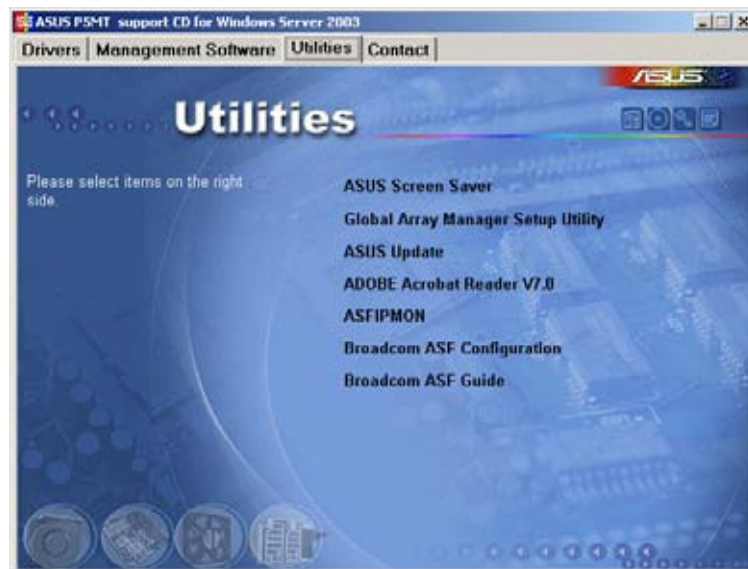 ASUS P5MT support CD for Windows Server 2003
Drivers Management Software Utilities Contact
ASUS
Utilities
Please select items on the right
side.
ASUS Screen Saver
Global Array Manager Setup Utility
ASUS Update
ADOBE Acrobat Reader V7.0
ASFIPMON
Broadcom ASF Configuration
Broadcom ASF Guide